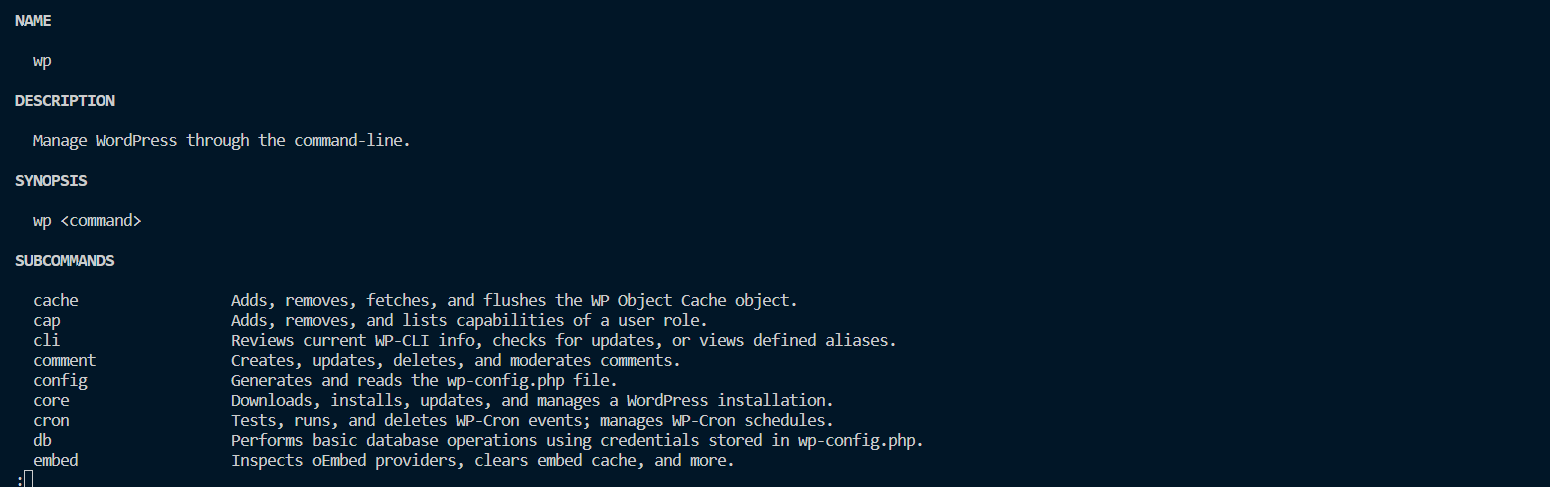 NAME
wp
DESCRIPTION
Manage WordPress through the command-line.
SYNOPSIS
wp <command>
SUBCOMMANDS
cache Adds, removes, fetches, and flushes the WP Object Cache object.
cap Adds, removes, and lists capabilities of a user role.
cli Reviews current WP-CLI info, checks for updates, or views defined aliases.
comment Creates, updates, deletes, and moderates comments.
config Generates and reads the wp-config.php file.
core Downloads, installs, updates, and manages a WordPress installation.
cron Tests, runs, and deletes WP-Cron events; manages WP-Cron schedules.
db Performs basic database operations using credentials stored in wp-config.php.
embed Inspects oEmbed providers, clears embed cache, and more.
: